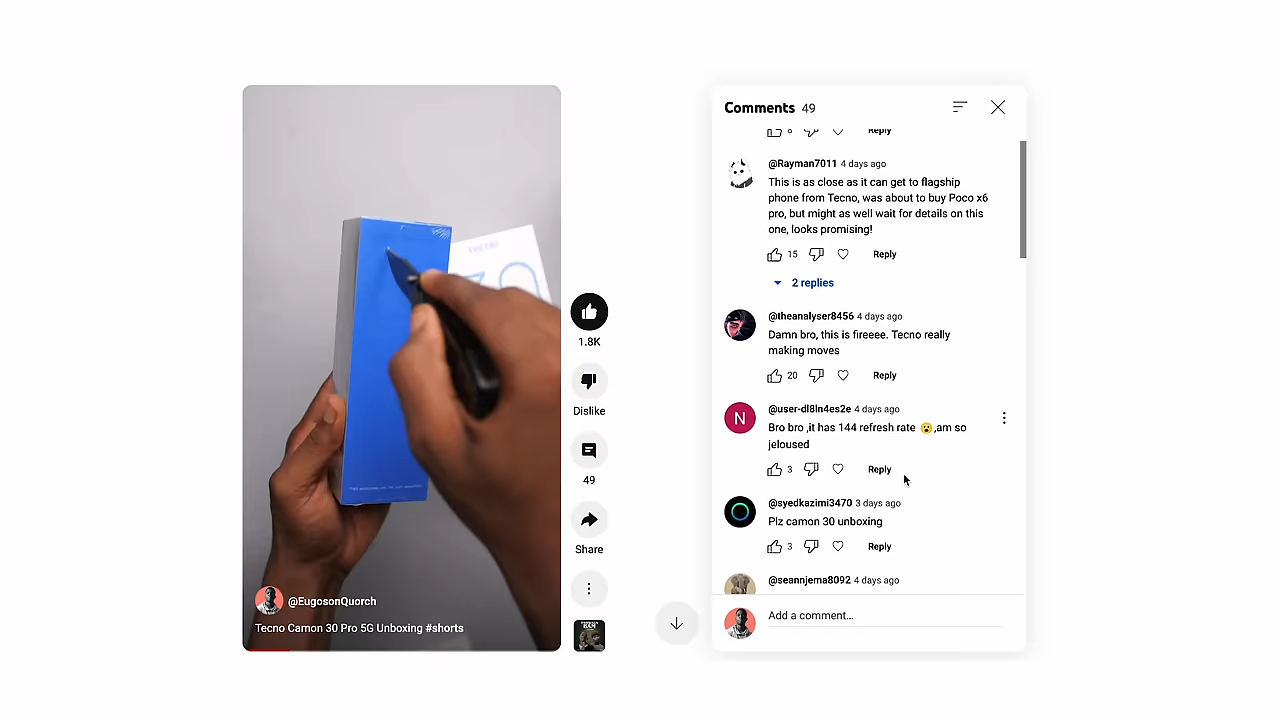 @EugosonQuorch
Tecno Camon 30 Pro 5G Unboxing #shorts
1.8K
Dislike
49
Share
Comments 49
8 Reply
@Rayman7011 4 days ago
This is as close as it can get to flagship
phone from Tecno, was about to buy Poco x6
pro, but might as well wait for details on this
one, looks promising!
15 Reply
2 replies
@theanalyser8456 4 days ago
Damn bro, this is fireeee. Tecno really
making moves
20 Reply
@user-dl8ln4es2e 4 days ago
N
Bro bro ,it has 144 refresh rate 😮,am so
jeloused
3 Reply
@syedkazimi3470 3 days ago
Plz camon 30 unboxing
3 Reply
@seannjema8092 4 days ago
Add a comment...